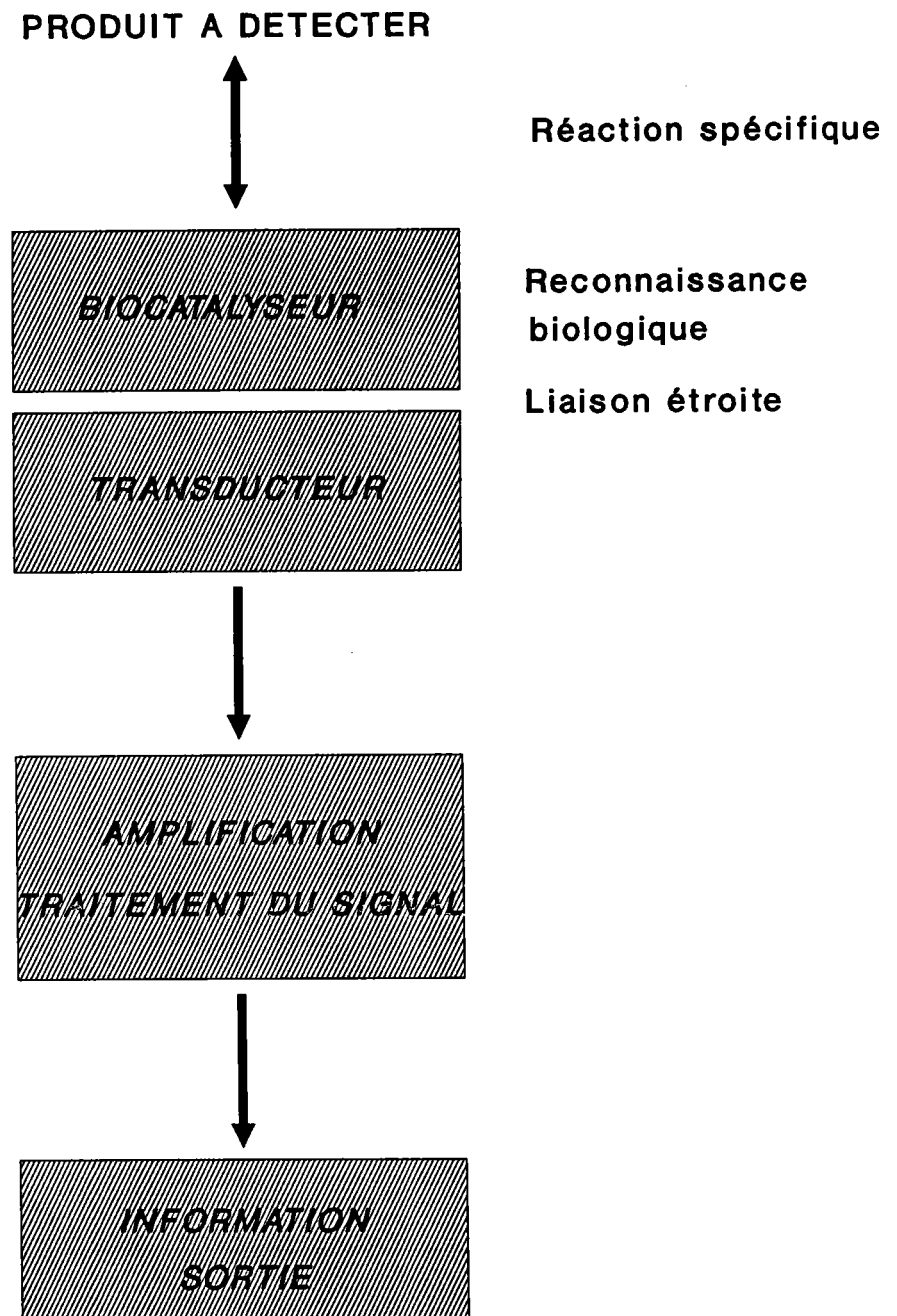 PRODUIT A DETECTER
Réaction spécifique
BIOCATALYSEUR
Reconnaissance
biologique
Liaison étroite
TRANSDUCTEUR
AMPLIFICATION
TRAITEMENT DU SIGNAL
INFORMATION
SORTIE